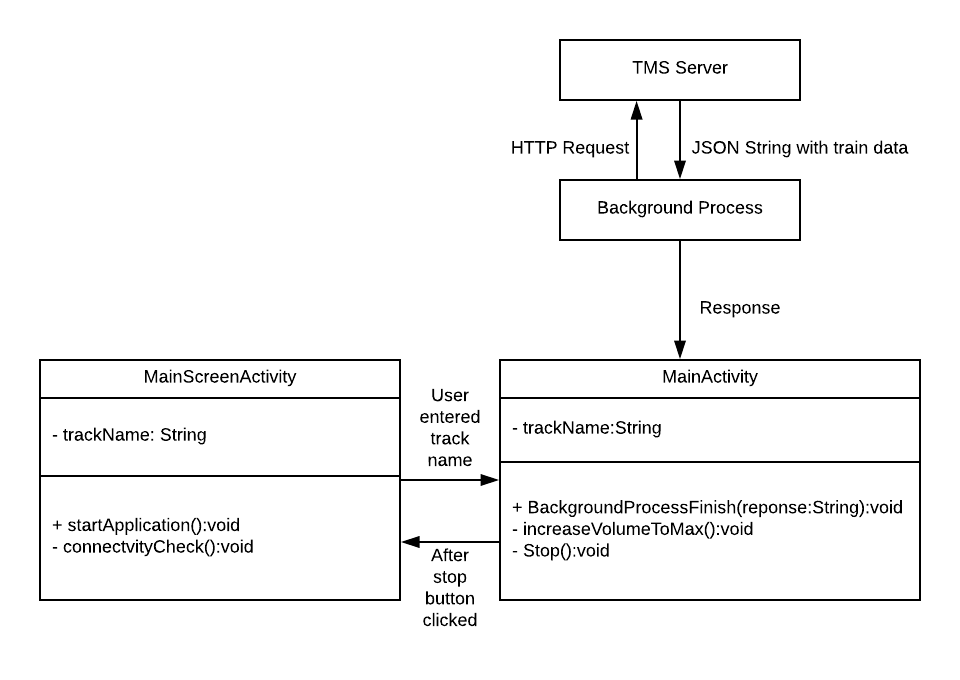 TMS Server
HTTP Request
JSON String with train data
Background Process
Response
MainScreenActivity
- trackName: String
+ startApplication():void
- connectvityCheck():void
User
entered
track
name
After
stop
button
clicked
MainActivity
- trackName:String
+ BackgroundProcessFinish(reponse:String):void
- increaseVolumeToMax():void
- Stop():void